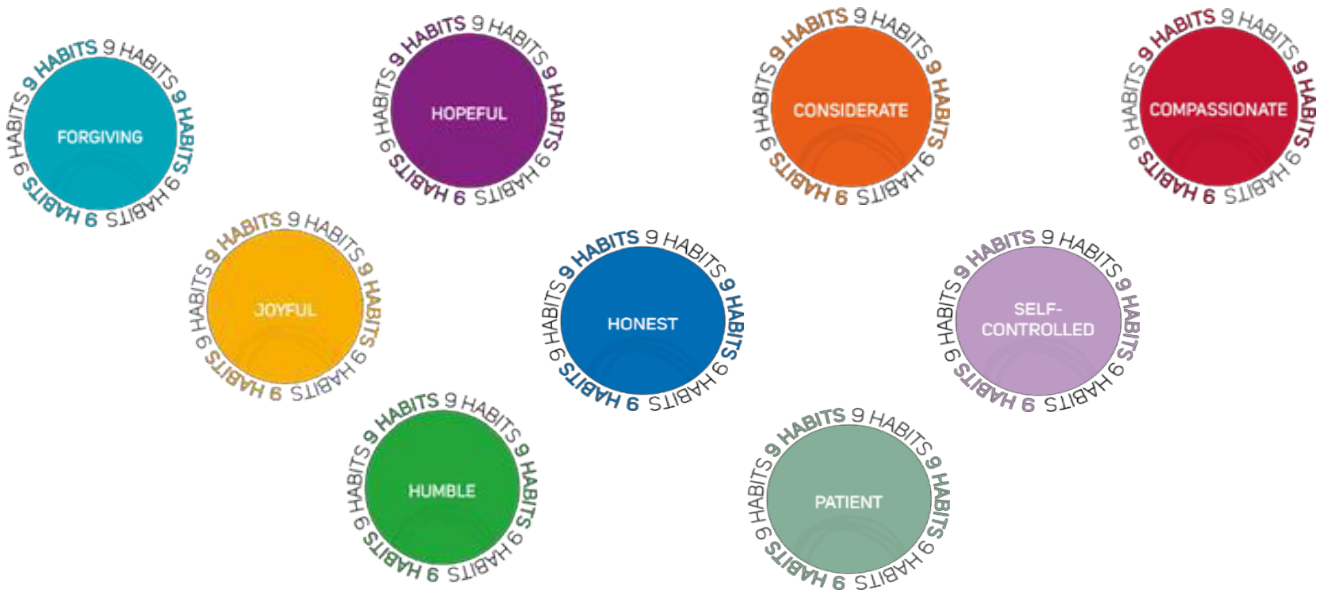 9 HABITS 9 HABITS 9 HABITS 9 HABITS 9 HABITS 9 HABITS 9 HABITS
FORGIVING
9 HABITS 9 HABITS 9 HABITS 9 HABITS 9 HABITS 9 HABITS
HOPEFUL
9 HABITS 9 HABITS 9 HABITS 9 HABITS 9 HABITS 9 HABITS
CONSIDERATE
9 HABITS 9 HABITS 9 HABITS 9 HABITS 9 HABITS 9 HABITS
COMPASSIONATE
9 HABITS 9 HABITS 9 HABITS 9 HABITS 9 HABITS 9 HABITS
JOYFUL
9 HABITS 9 HABITS 9 HABITS 9 HABITS 9 HABITS 9 HABITS
HONEST
9 HABITS 9 HABITS 9 HABITS 9 HABITS 9 HABITS 9 HABITS
SELF-
CONTROLLED
9 HABITS 9 HABITS 9 HABITS 9 HABITS 9 HABITS 9 HABITS
HUMBLE
9 HABITS 9 HABITS 9 HABITS 9 HABITS 9 HABITS 9 HABITS
PATIENT